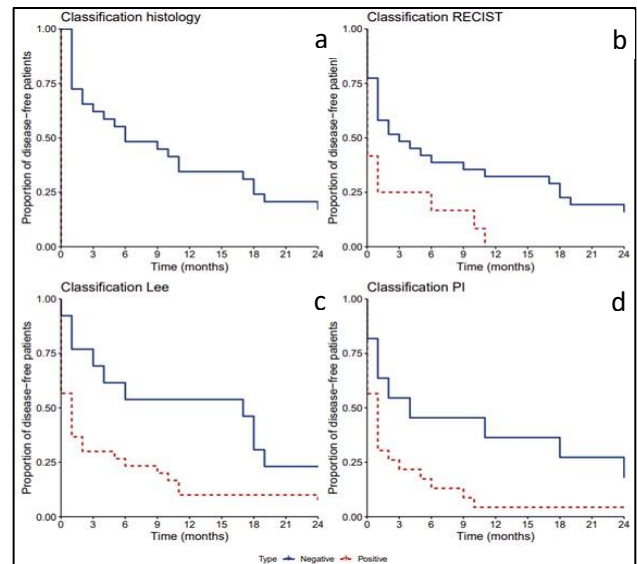 Classification histology
a
Proportion of disease-free patients
1.00
0.75
0.50
0.25
0.00
0 3 6 9 12 15 18 21 24
Time (months)
Classification RECIST
b
Proportion of disease-free patient
1.00
0.75
0.50
0.25
0.00
0 3 6 9 12 15 18 21 24
Time (months)
Classification Lee
c
Proportion of disease-free patients
1.00
0.75
0.50
0.25
0.00
0 3 6 9 12 15 18 21 24
Time (months)
Classification PI
d
Proportion of disease-free patients
1.00
0.75
0.50
0.25
0.00
0 3 6 9 12 15 18 21 24
Time (months)
Type Negative Positive